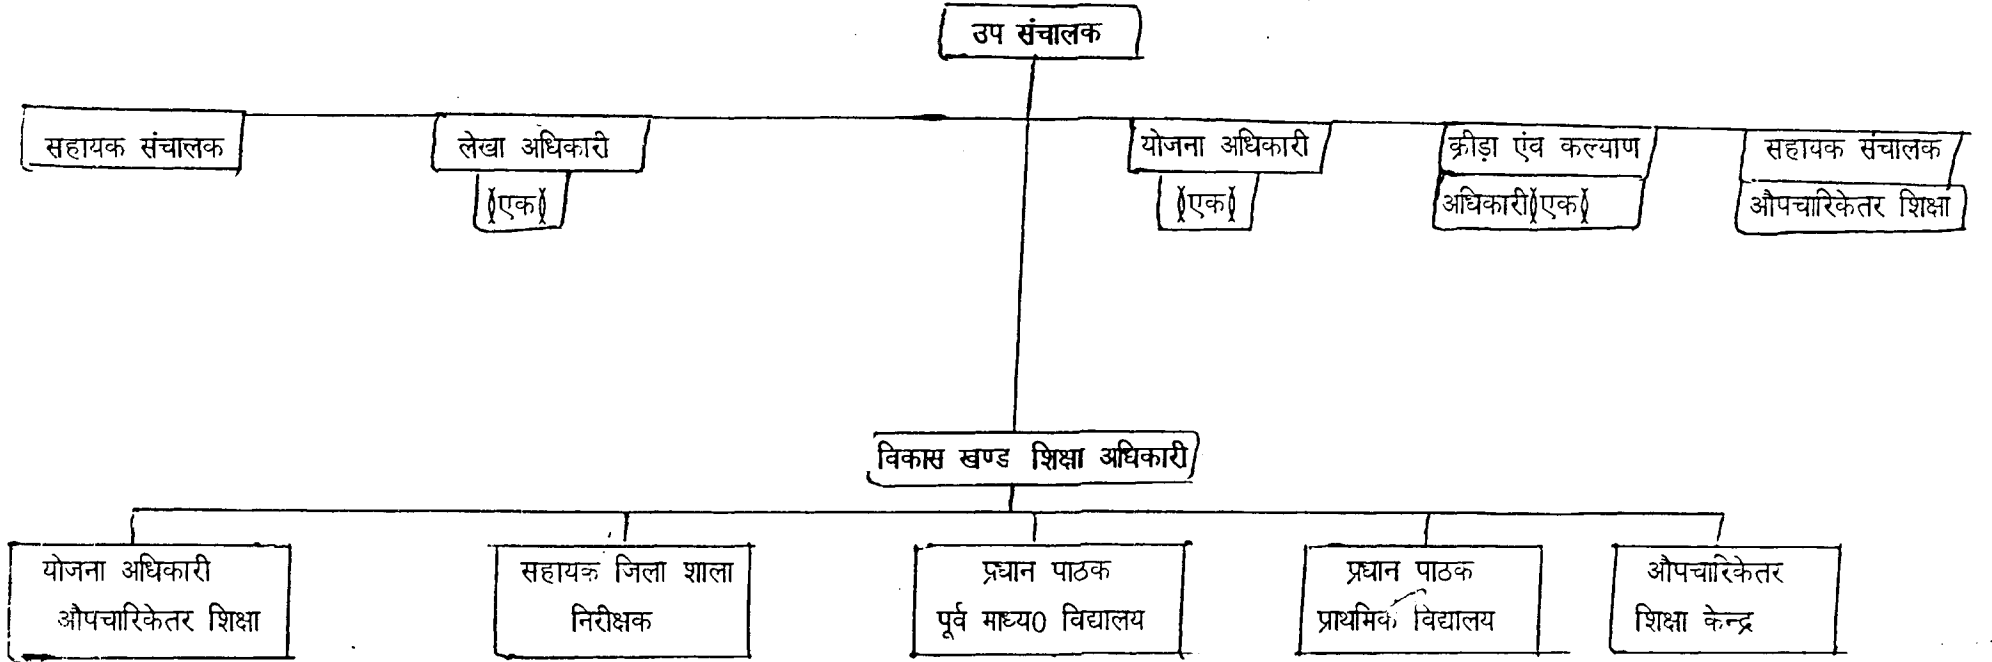 उप संचालक
सहायक संचालक
लेखा अधिकारी
(एक)
योजना अधिकारी
(एक)
क्रीड़ा एंव कल्याण
अधिकारी(एक)
सहायक संचालक
औपचारिकेतर शिक्षा
विकास खण्ड शिक्षा अधिकारी
योजना अधिकारी
औपचारिकेतर शिक्षा
सहायक जिला शाला
निरीक्षक
प्रधान पाठक
पूर्व माध्य0 विद्यालय
प्रधान पाठक
प्राथमिक विद्यालय
औपचारिकेतर
शिक्षा केन्द्र